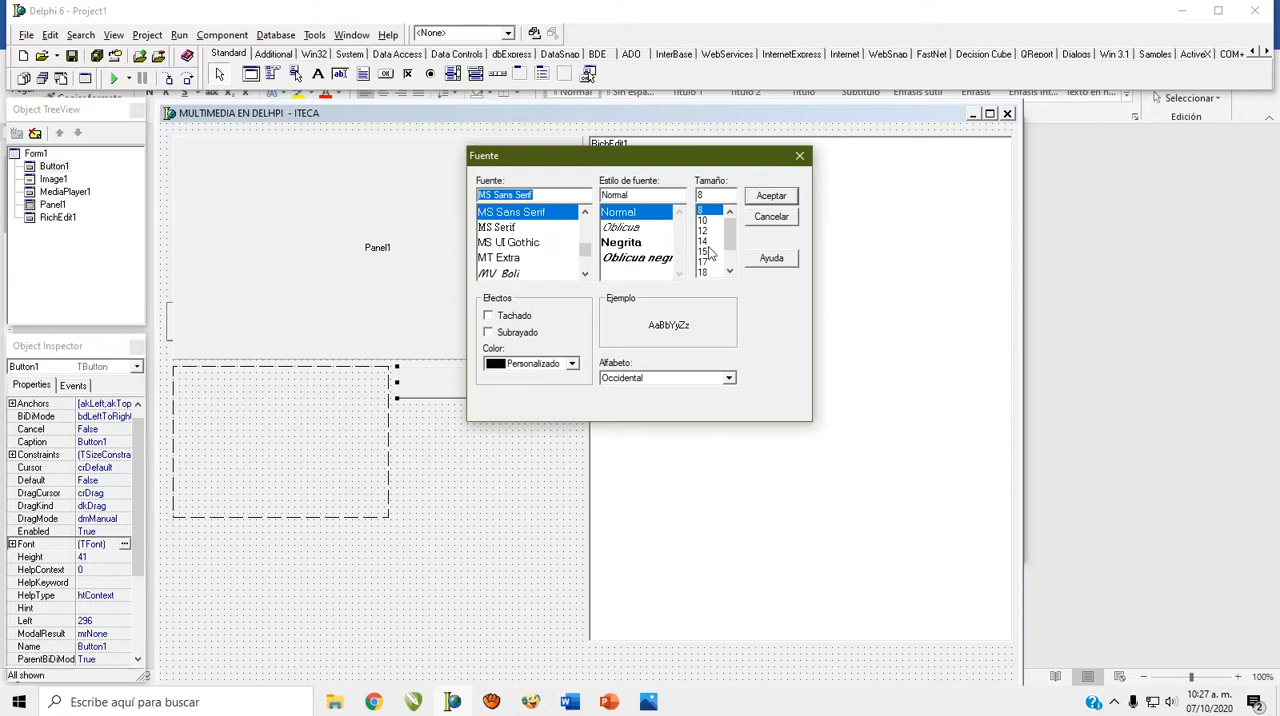 Delphi 6 - Project1
File Edit Search View Project Run Component Database Tools Window Help
<None>
Standard Additional Win32 System Data Access Data Controls dbExpress DataSnap BDE ADO InterBase WebServices InternetExpress Internet WebSnap FastNet Decision Cube QReport Dialogs Win 3.1 Samples ActiveX COM+
Seleccionar
Edición
Object TreeView
Form1
Button1
Image1
MediaPlayer1
Panel1
RichEdit1
MULTIMEDIA EN DELHPI - ITECA
Panel1
RichEdit1
Fuente
Fuente:
MS Sans Serif
MS Sans Serif
MS Serif
MS UI Gothic
MT Extra
MV Boli
Estilo de fuente:
Normal
Normal
Oblicua
Negrita
Oblicua negr
Tamaño:
8
8
10
12
14
15
17
18
Aceptar
Cancelar
Ayuda
Efectos
Tachado
Subrayado
Color:
Personalizado
Ejemplo
AaBbYyZz
Alfabeto:
Occidental
Object Inspector
Button1 TButton
Properties Events
Anchors [akLeft,akTop
BiDiMode bdLeftToRight
Cancel False
Caption Button1
Constraints (TSizeConstra
Cursor crDefault
Default False
DragCursor crDrag
DragKind dkDrag
DragMode dmManual
Enabled True
Font (TFont) ...
Height 41
HelpContext 0
HelpKeyword
HelpType htContext
Hint
Left 296
ModalResult mrNone
Name Button1
ParentBiDiMod True
All shown
100%
Escribe aquí para buscar
10:27 a. m.
07/10/2020
2